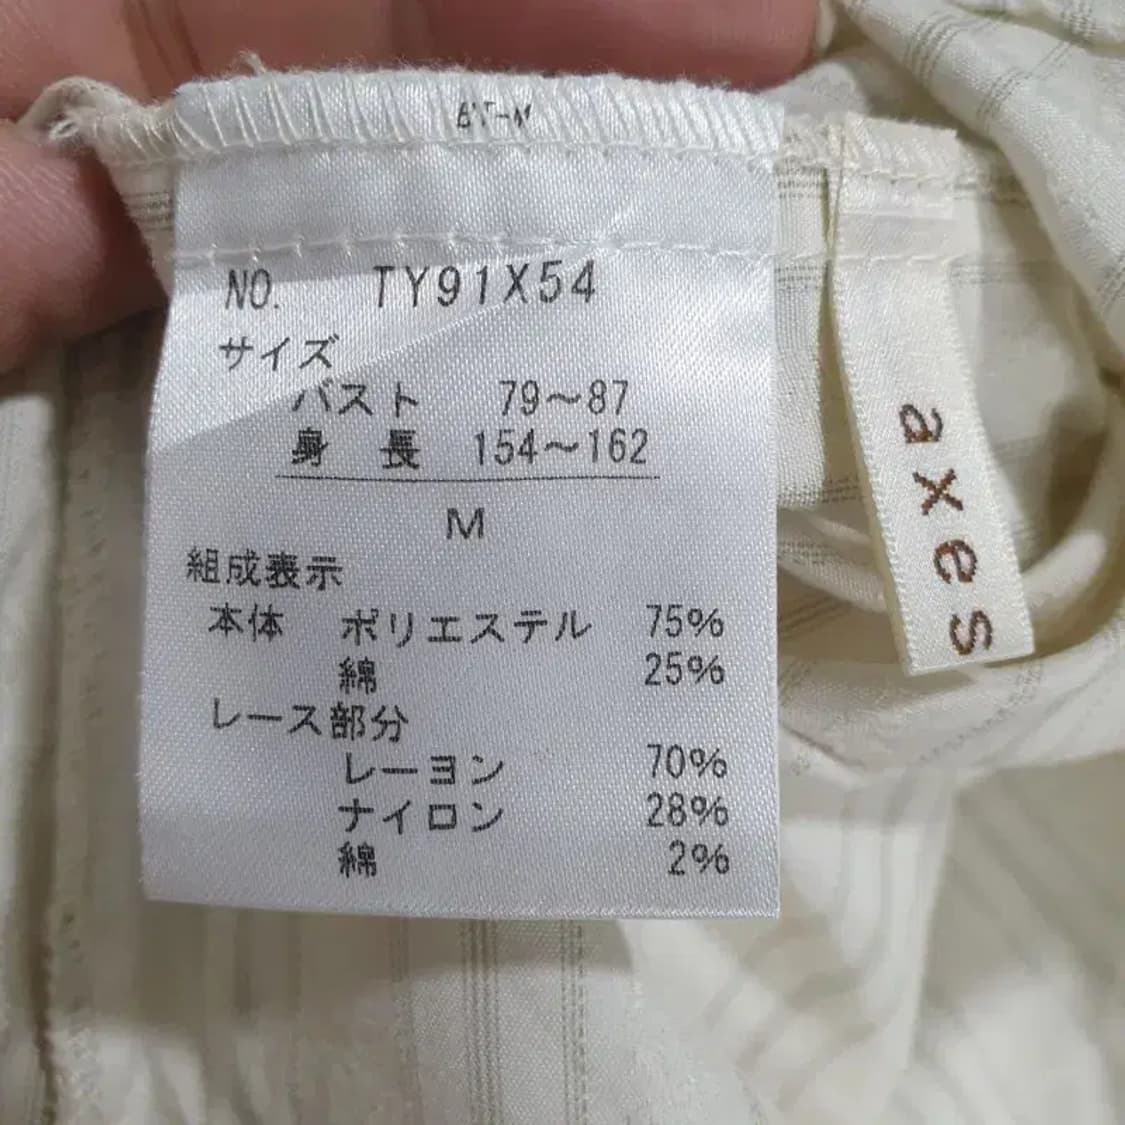 NO. TY91X54
サイズ
バスト 79～87
身 長 154～162
M
組成表示
本体 ポリエステル 75%
綿 25%
レース部分
レーヨン 70%
ナイロン 28%
綿 2%
axes